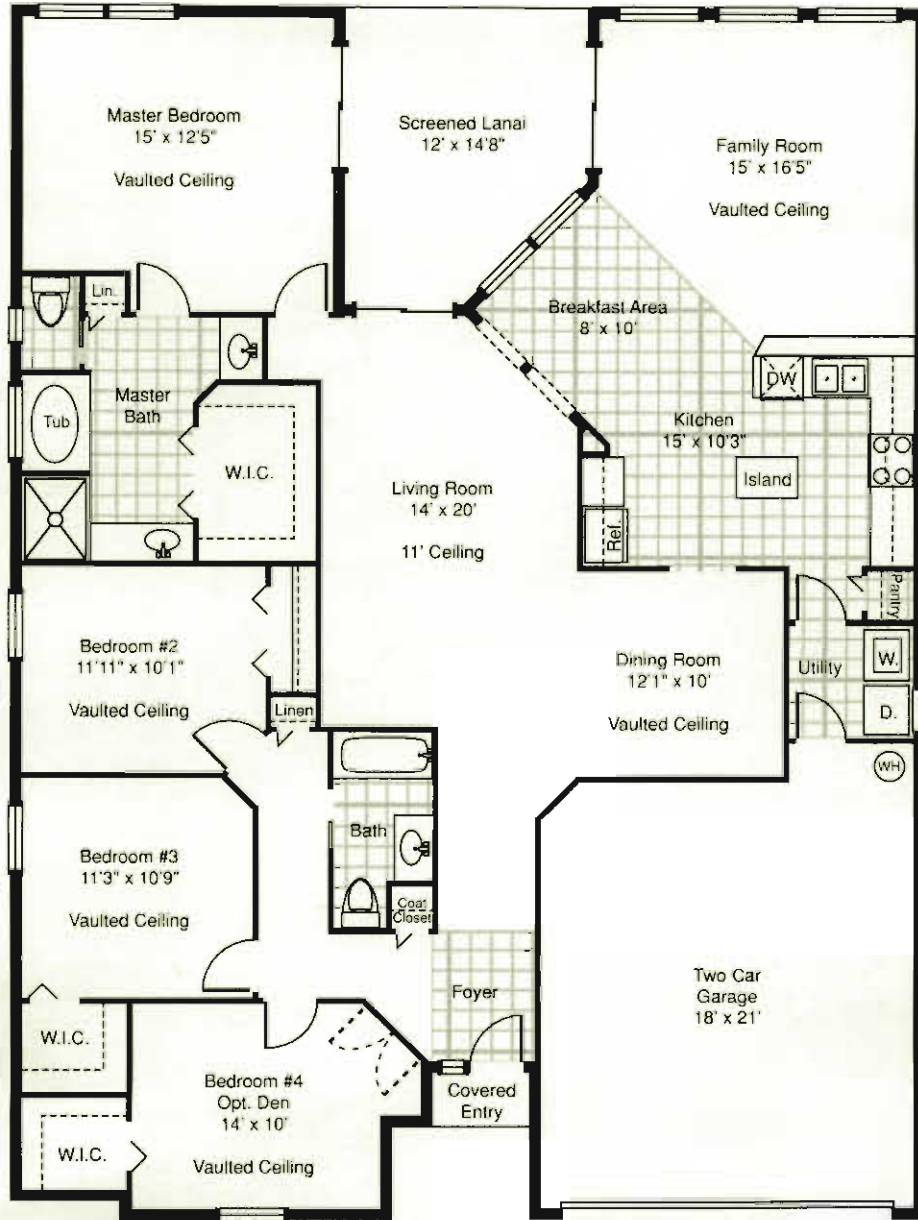 Master Bedroom
15' x 12'5"
Vaulted Ceiling
Screened Lanai
12' x 14'8"
Family Room
15' x 16'5"
Vaulted Ceiling
Lin.
Breakfast Area
8' x 10'
Master
Bath
Tub
W.I.C.
DW
Kitchen
15' x 10'3"
Island
Living Room
14' x 20'
11' Ceiling
Ref.
Pantry
Bedroom #2
11'11" x 10'1"
Vaulted Ceiling
Linen
Dining Room
12'1" x 10'
Vaulted Ceiling
Utility
W.
D.
WH
Bath
Bedroom #3
11'3" x 10'9"
Vaulted Ceiling
Coat
Closet
Foyer
Two Car
Garage
18' x 21'
W.I.C.
Bedroom #4
Opt. Den
14' x 10'
Vaulted Ceiling
Covered
Entry
W.I.C.